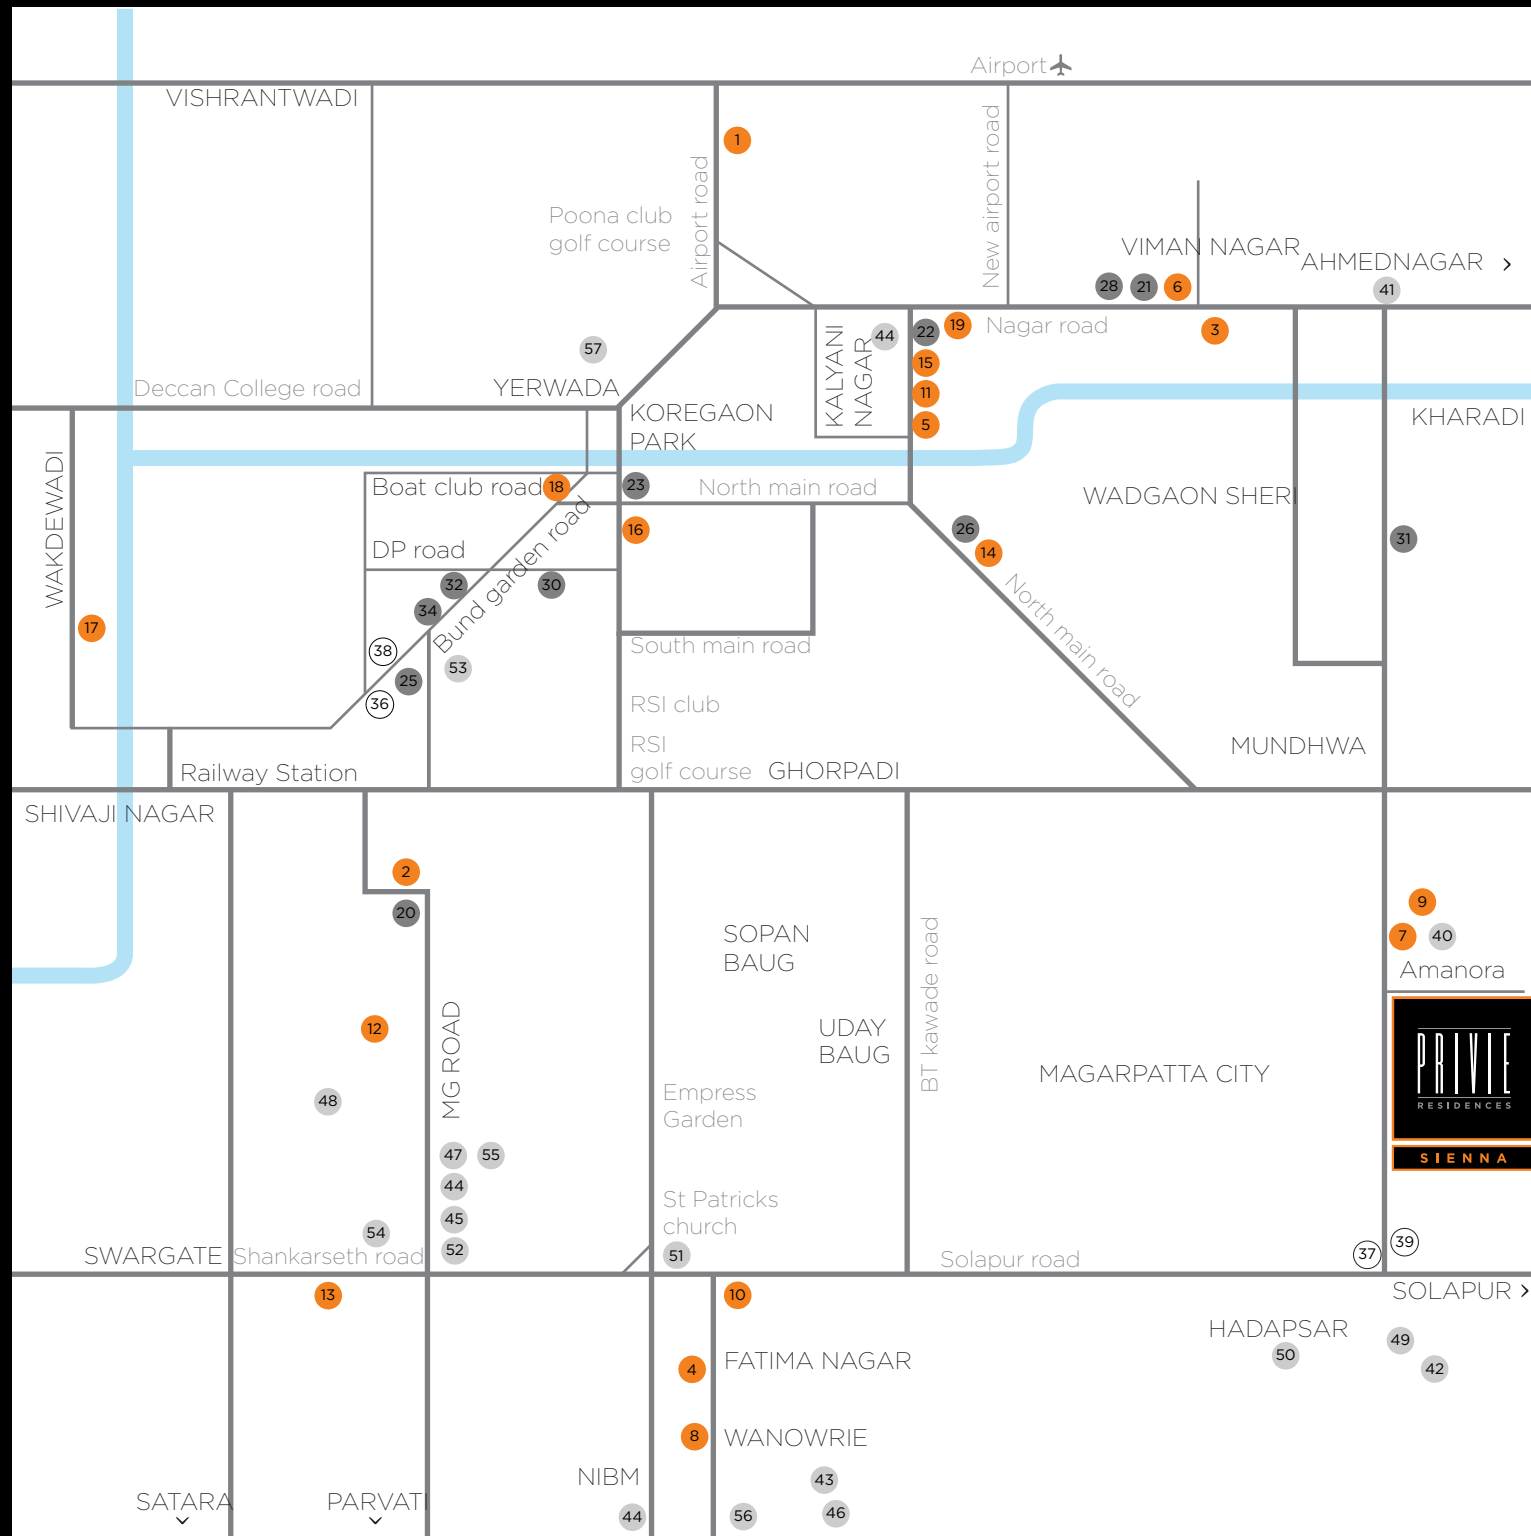 Airport
VISHRANTWADI
1
Airport road
New airport road
Poona club
golf course
VIMAN NAGAR
AHMEDNAGAR >
28
21
6
41
19
Nagar road
3
22
44
KALYANI
NAGAR
15
11
5
57
Deccan College road
YERWADA
KOREGAON
PARK
KHARADI
WAKDEWADI
Boat club road
18
23
North main road
WADGAON SHERI
16
26
14
31
DP road
Bund garden road
32
30
34
17
North main road
South main road
38
53
25
36
RSI club
RSI
golf course
GHORPADI
MUNDHWA
Railway Station
SHIVAJI NAGAR
2
20
9
7
40
SOPAN
BAUG
BT kawade road
Amanora
12
MG ROAD
UDAY
BAUG
MAGARPATTA CITY
PRIVIE
RESIDENCES
SIENNA
48
Empress
Garden
47
55
44
45
52
54
St Patricks
church
51
SWARGATE
Shankarseth road
Solapur road
37
39
13
10
SOLAPUR >
HADAPSAR
50
49
42
4
FATIMA NAGAR
8
WANOWRIE
NIBM
43
SATARA
PARVATI
44
56
46